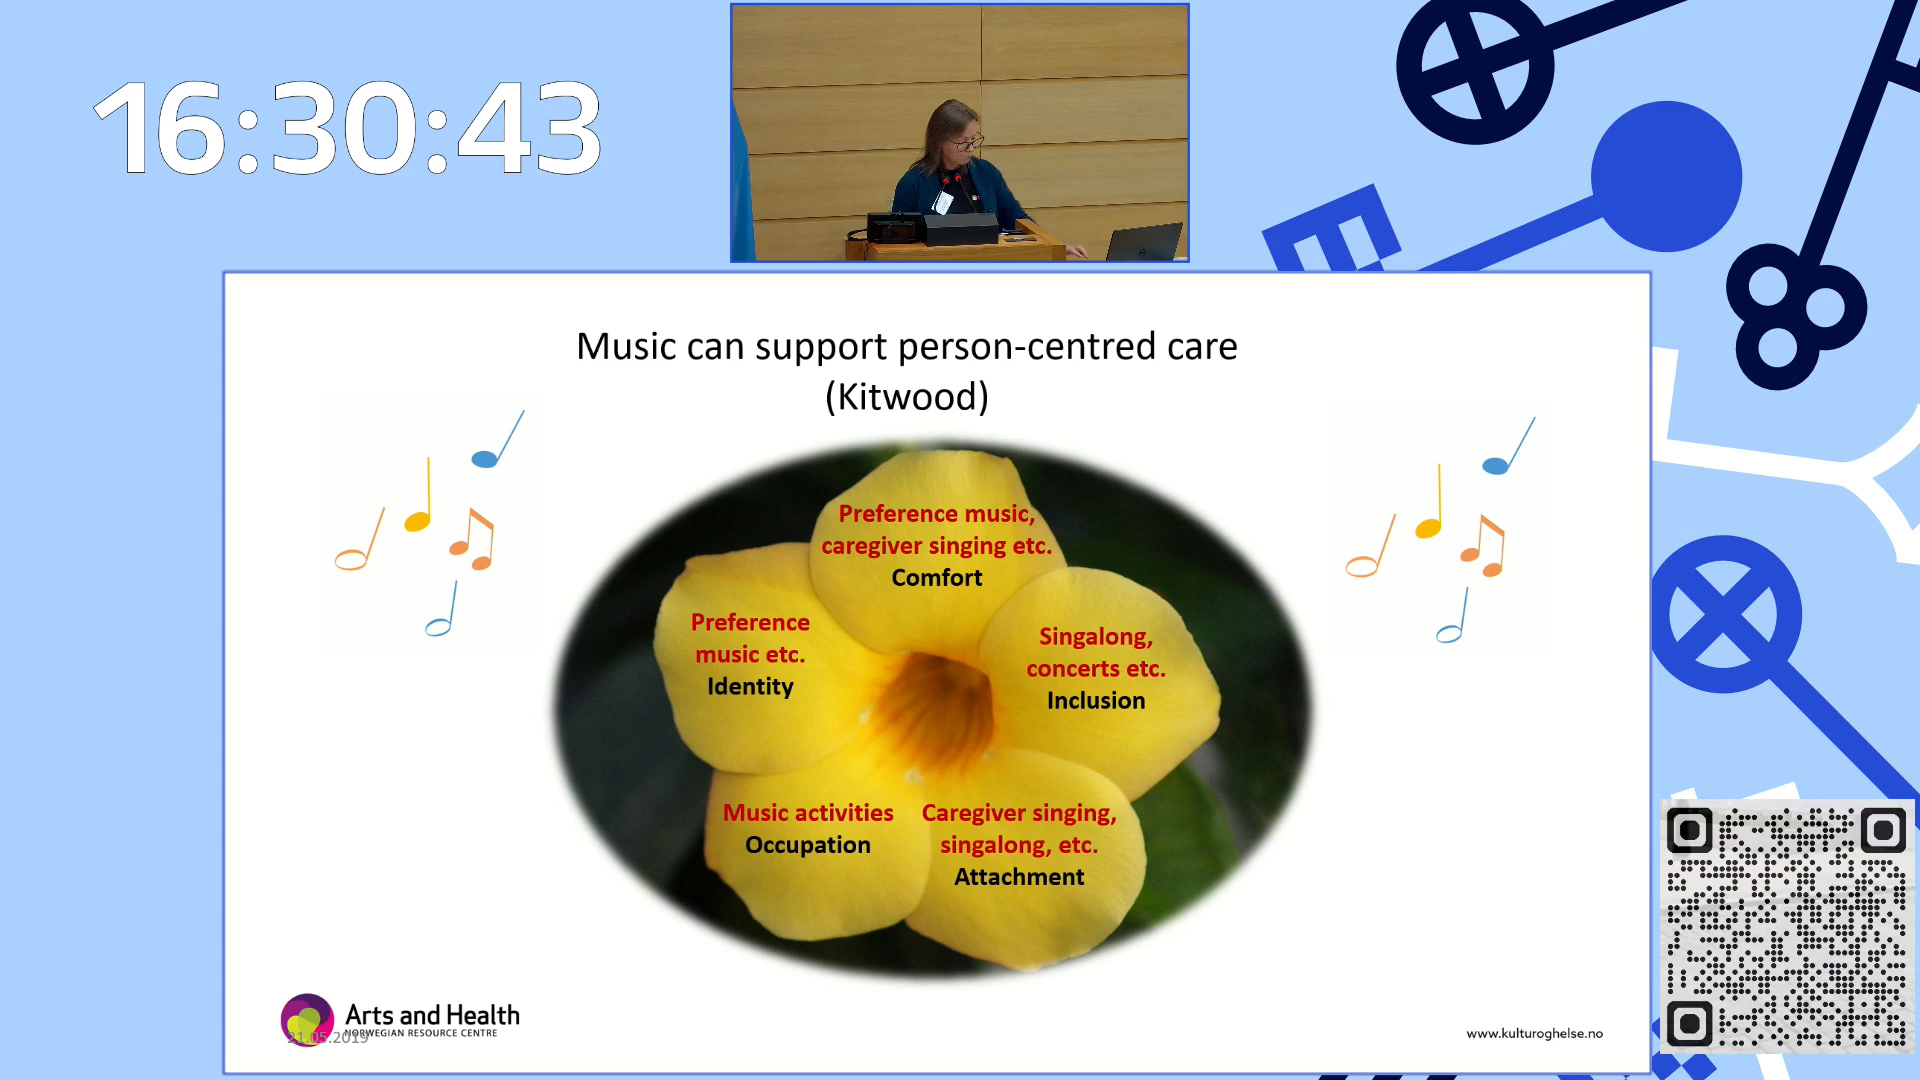 16:30:43
Music can support person-centred care
(Kitwood)
Preference music,
caregiver singing etc.
Comfort
Preference
music etc.
Identity
Singalong,
concerts etc.
Inclusion
Music activities
Occupation
Caregiver singing,
singalong, etc.
Attachment
Arts and Health
NORWEGIAN RESOURCE CENTRE
21.05.2019
www.kulturoghelse.no